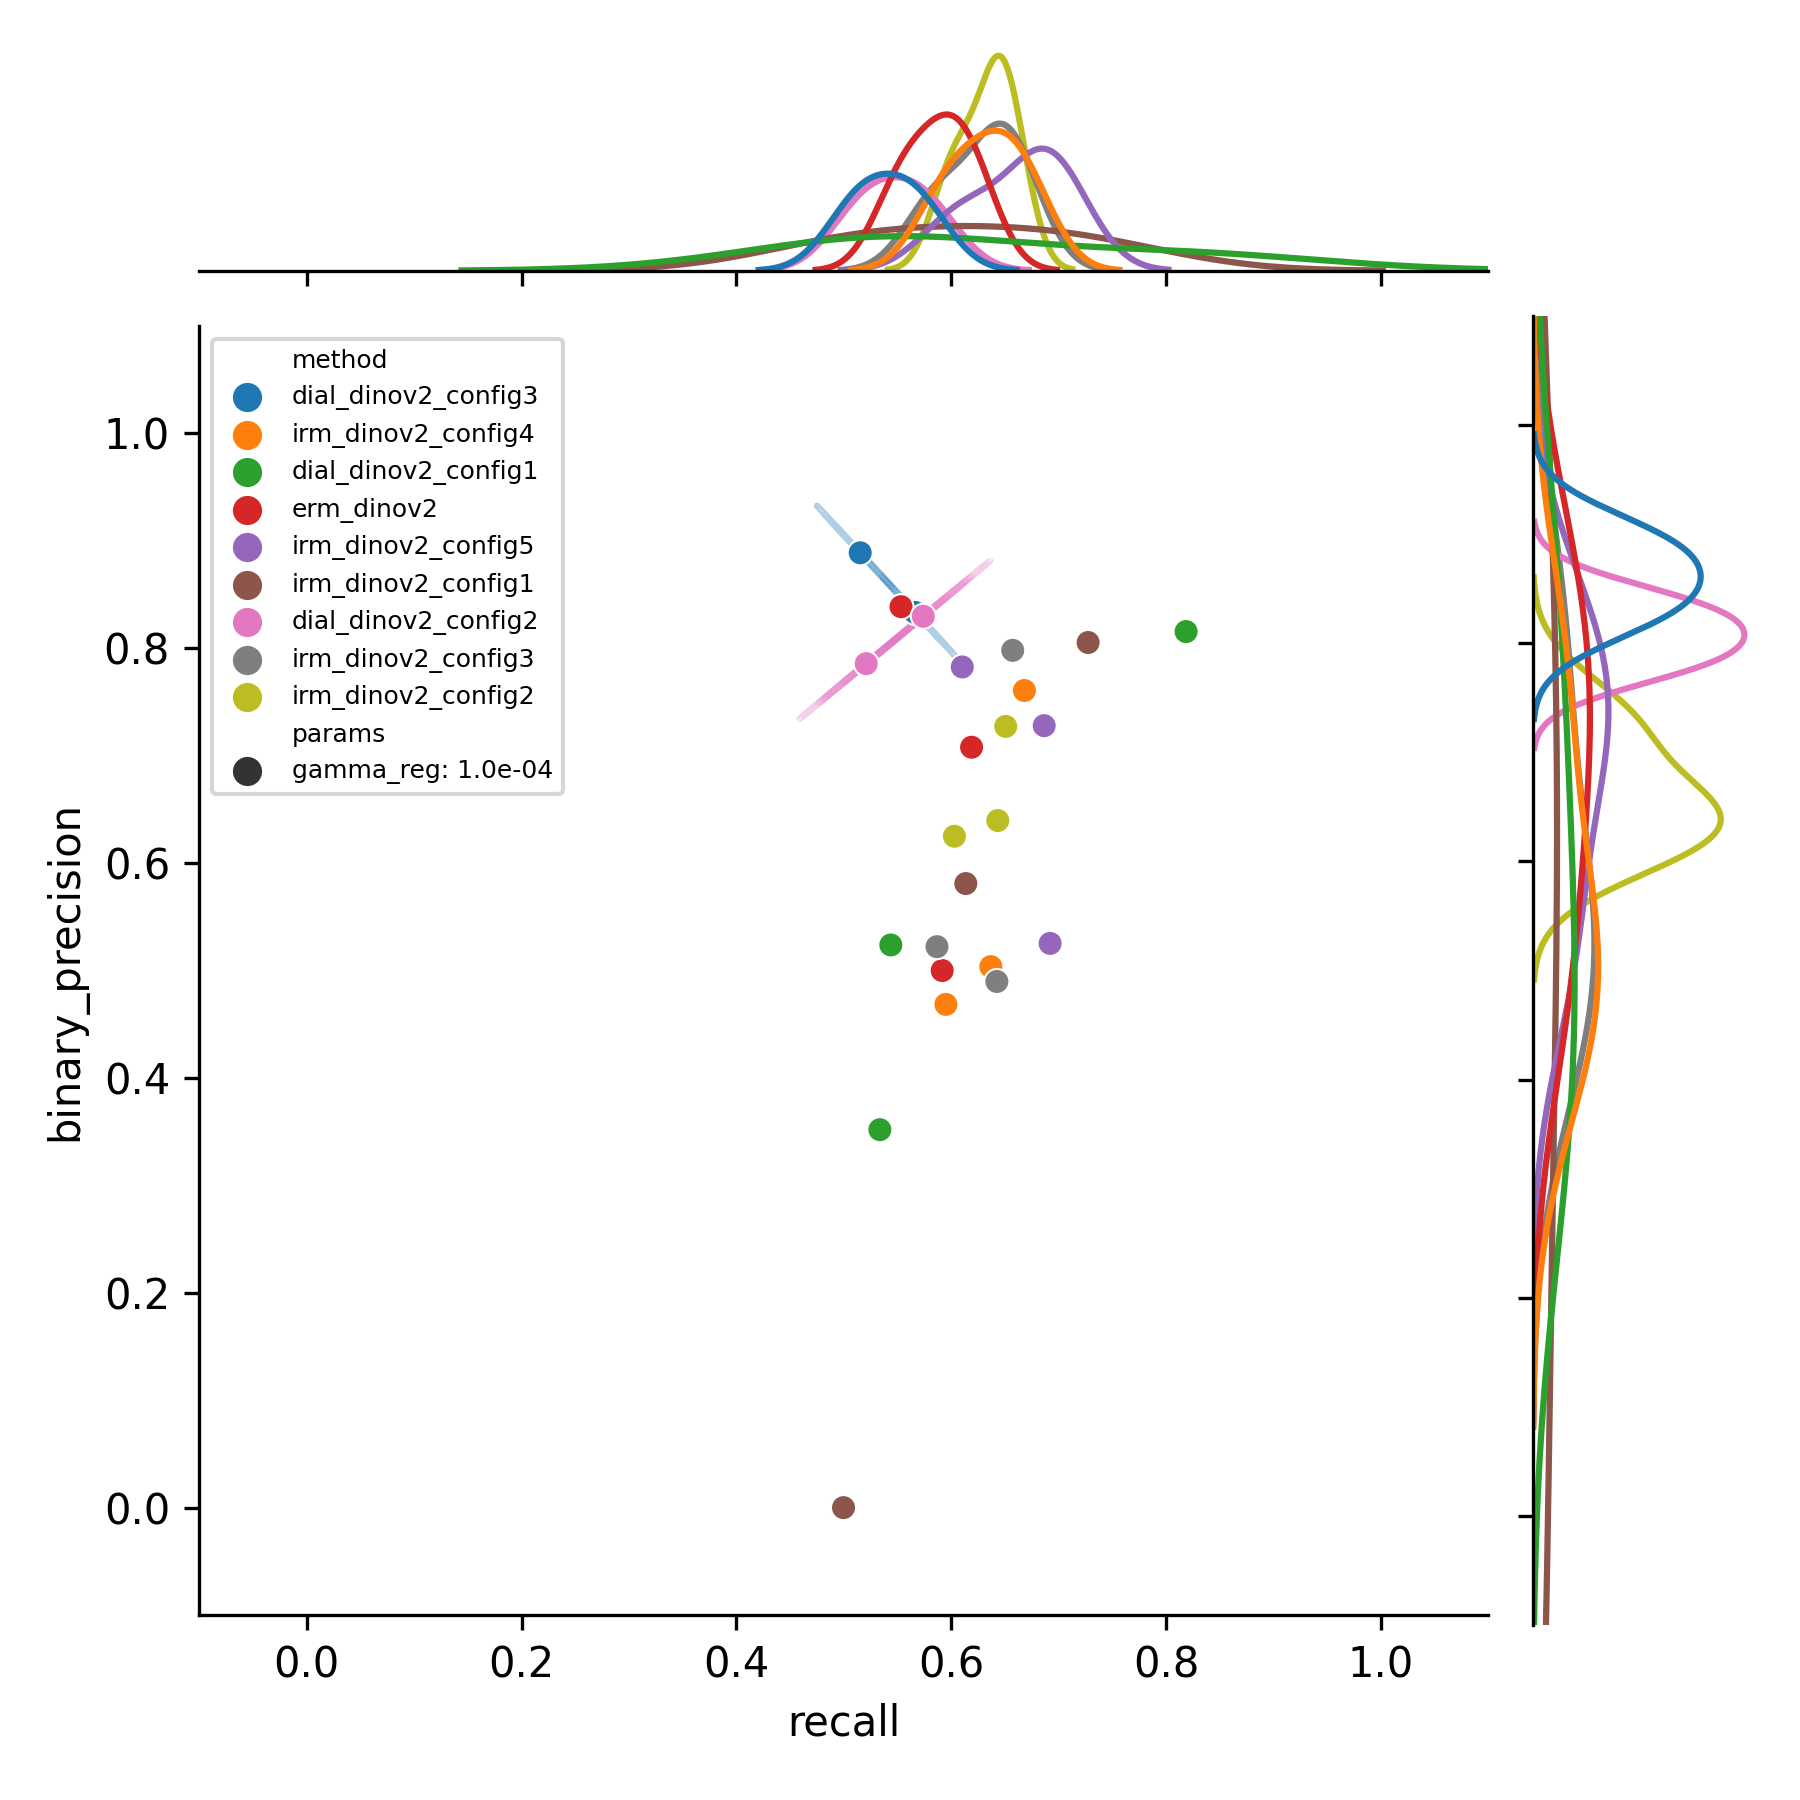 method
dial_dinov2_config3
irm_dinov2_config4
dial_dinov2_config1
erm_dinov2
irm_dinov2_config5
irm_dinov2_config1
dial_dinov2_config2
irm_dinov2_config3
irm_dinov2_config2
params
gamma_reg: 1.0e-04
binary_precision
1.0
0.8
0.6
0.4
0.2
0.0
0.0 0.2 0.4 0.6 0.8 1.0
recall